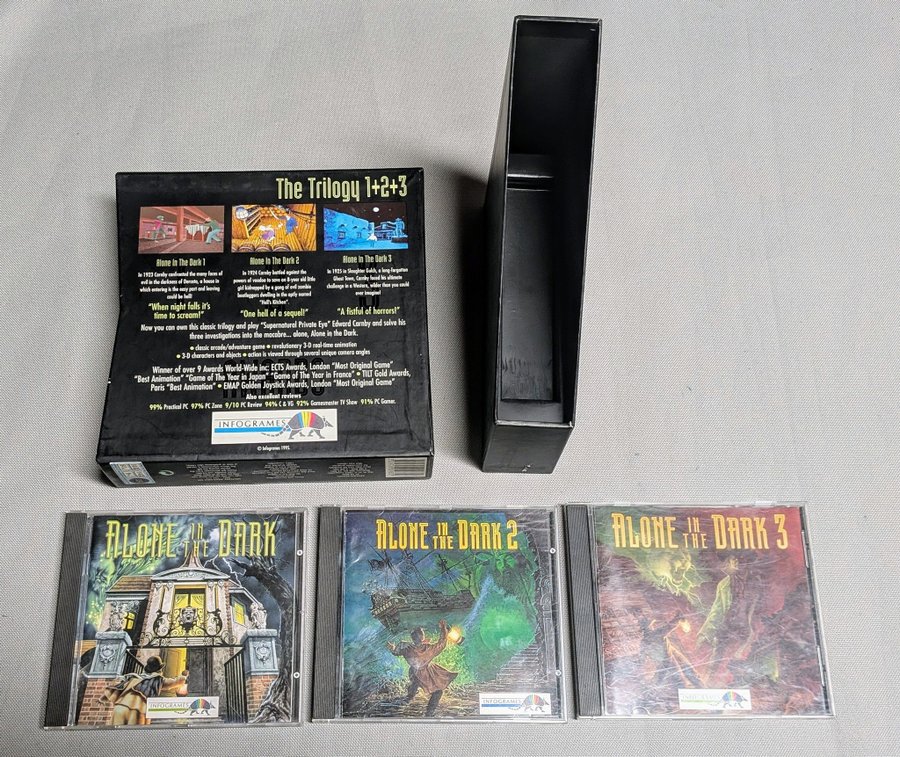 The Trilogy 1+2+3
Alone In The Dark 1
In 1923 Carnby confronted the many faces of
evil in the darkness of Derceto, a house in
which entering is the easy part and leaving
could be hell!
"When night falls it's
time to scream!"
Alone In The Dark 2
In 1924 Carnby battled against the
powers of voodoo to save an 8-year old little
girl kidnapped by a gang of evil zombie
bootleggers dwelling in the aptly named
"Hell's Kitchen".
"One hell of a sequel!"
Alone In The Dark 3
In 1925 in Slaughter Gulch, a long-forgotten
Ghost Town, Carnby faced his ultimate
challenge in a Western, wilder than you could
ever imagine!
"A fistful of horrors!"
Now you can own this classic trilogy and play "Supernatural Private Eye" Edward Carnby and solve his
three investigations into the macabre... alone, Alone in the Dark.
• classic arcade/adventure game • revolutionary 3-D real-time animation
• 3-D characters and objects • action is viewed through several unique camera angles
Winner of over 9 Awards World-Wide inc: ECTS Awards, London "Most Original Game"
"Best Animation" "Game of The Year in Japan" "Game of The Year in France" • TILT Gold Awards,
Paris "Best Animation" • EMAP Golden Joystick Awards, London "Most Original Game"
Also excellent reviews
99% Practical PC 97% PC Zone 9/10 PC Review 94% C & VG 92% Gamesmaster TV Show 91% PC Gamer.
INFOGRAMES
© Infogrames 1995.
ALONE IN THE DARK
INFOGRAMES
ALONE IN THE DARK 2
INFOGRAMES
ALONE IN THE DARK 3
INFOGRAMES